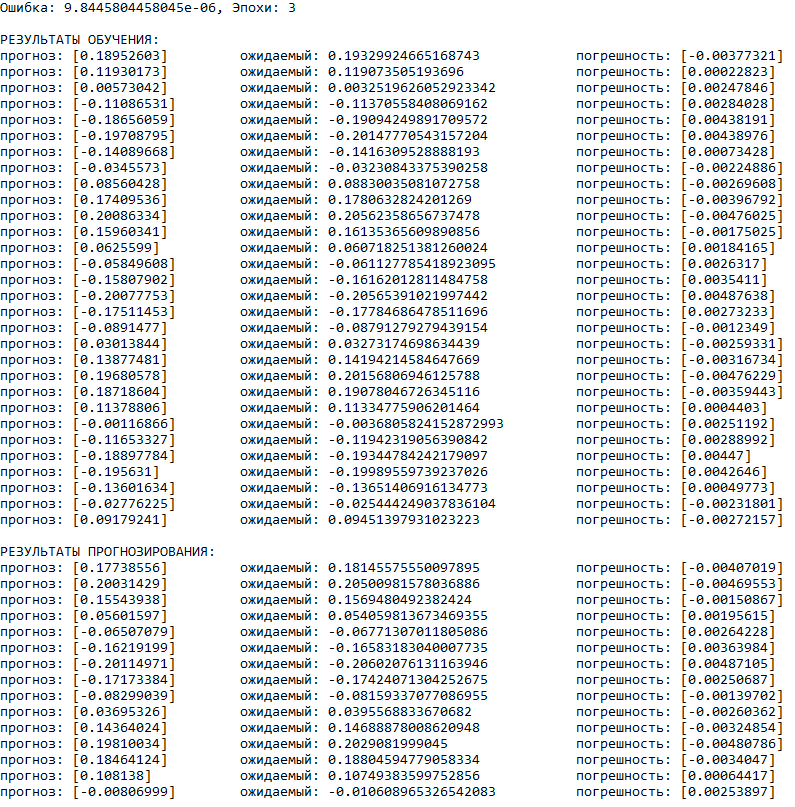 Ошибка: 9.8445804458045e-06, Эпохи: 3
РЕЗУЛЬТАТЫ ОБУЧЕНИЯ:
прогноз: [0.18952603] ожидаемый: 0.19329924665168743 погрешность: [-0.00377321]
прогноз: [0.11930173] ожидаемый: 0.119073505193696 погрешность: [0.00022823]
прогноз: [0.00573042] ожидаемый: 0.0032519626052923342 погрешность: [0.00247846]
прогноз: [-0.11086531] ожидаемый: -0.11370558408069162 погрешность: [0.00284028]
прогноз: [-0.18656059] ожидаемый: -0.19094249891709572 погрешность: [0.00438191]
прогноз: [-0.19708795] ожидаемый: -0.20147770543157204 погрешность: [0.00438976]
прогноз: [-0.14089668] ожидаемый: -0.1416309528888193 погрешность: [0.00073428]
прогноз: [-0.0345573] ожидаемый: -0.03230843375390258 погрешность: [-0.00224886]
прогноз: [0.08560428] ожидаемый: 0.08830035081072758 погрешность: [-0.00269608]
прогноз: [0.17409536] ожидаемый: 0.1780632824201269 погрешность: [-0.00396792]
прогноз: [0.20086334] ожидаемый: 0.20562358656737478 погрешность: [-0.00476025]
прогноз: [0.15960341] ожидаемый: 0.16135365609890856 погрешность: [-0.00175025]
прогноз: [0.0625599] ожидаемый: 0.060718251381260024 погрешность: [0.00184165]
прогноз: [-0.05849608] ожидаемый: -0.061127785418923095 погрешность: [0.0026317]
прогноз: [-0.15807902] ожидаемый: -0.16162012811484758 погрешность: [0.0035411]
прогноз: [-0.20077753] ожидаемый: -0.20565391021997442 погрешность: [0.00487638]
прогноз: [-0.17511453] ожидаемый: -0.17784686478511696 погрешность: [0.00273233]
прогноз: [-0.0891477] ожидаемый: -0.08791279279439154 погрешность: [-0.0012349]
прогноз: [0.03013844] ожидаемый: 0.03273174698634439 погрешность: [-0.00259331]
прогноз: [0.13877481] ожидаемый: 0.14194214584647669 погрешность: [-0.00316734]
прогноз: [0.19680578] ожидаемый: 0.20156806946125788 погрешность: [-0.00476229]
прогноз: [0.18718604] ожидаемый: 0.19078046726345116 погрешность: [-0.00359443]
прогноз: [0.11378806] ожидаемый: 0.11334775906201464 погрешность: [0.0004403]
прогноз: [-0.00116866] ожидаемый: -0.0036805824152872993 погрешность: [0.00251192]
прогноз: [-0.11653327] ожидаемый: -0.11942319056390842 погрешность: [0.00288992]
прогноз: [-0.18897784] ожидаемый: -0.19344784242179097 погрешность: [0.00447]
прогноз: [-0.195631] ожидаемый: -0.19989559739237026 погрешность: [0.0042646]
прогноз: [-0.13601634] ожидаемый: -0.13651406916134773 погрешность: [0.00049773]
прогноз: [-0.02776225] ожидаемый: -0.025444249037836104 погрешность: [-0.00231801]
прогноз: [0.09179241] ожидаемый: 0.09451397931023223 погрешность: [-0.00272157]
РЕЗУЛЬТАТЫ ПРОГНОЗИРОВАНИЯ:
прогноз: [0.17738556] ожидаемый: 0.18145575550097895 погрешность: [-0.00407019]
прогноз: [0.20031429] ожидаемый: 0.20500981578036886 погрешность: [-0.00469553]
прогноз: [0.15543938] ожидаемый: 0.1569480492382424 погрешность: [-0.00150867]
прогноз: [0.05601597] ожидаемый: 0.054059813673469355 погрешность: [0.00195615]
прогноз: [-0.06507079] ожидаемый: -0.06771307011805086 погрешность: [0.00264228]
прогноз: [-0.16219199] ожидаемый: -0.16583183040007735 погрешность: [0.00363984]
прогноз: [-0.20114971] ожидаемый: -0.20602076131163946 погрешность: [0.00487105]
прогноз: [-0.17173384] ожидаемый: -0.17424071304252675 погрешность: [0.00250687]
прогноз: [-0.08299039] ожидаемый: -0.08159337077086955 погрешность: [-0.00139702]
прогноз: [0.03695326] ожидаемый: 0.0395568833670682 погрешность: [-0.00260362]
прогноз: [0.14364024] ожидаемый: 0.14688878008620948 погрешность: [-0.00324854]
прогноз: [0.19810034] ожидаемый: 0.2029081999045 погрешность: [-0.00480786]
прогноз: [0.18464124] ожидаемый: 0.18804594779058334 погрешность: [-0.0034047]
прогноз: [0.108138] ожидаемый: 0.10749383599752856 погрешность: [0.00064417]
прогноз: [-0.00806999] ожидаемый: -0.010608965326542083 погрешность: [0.00253897]